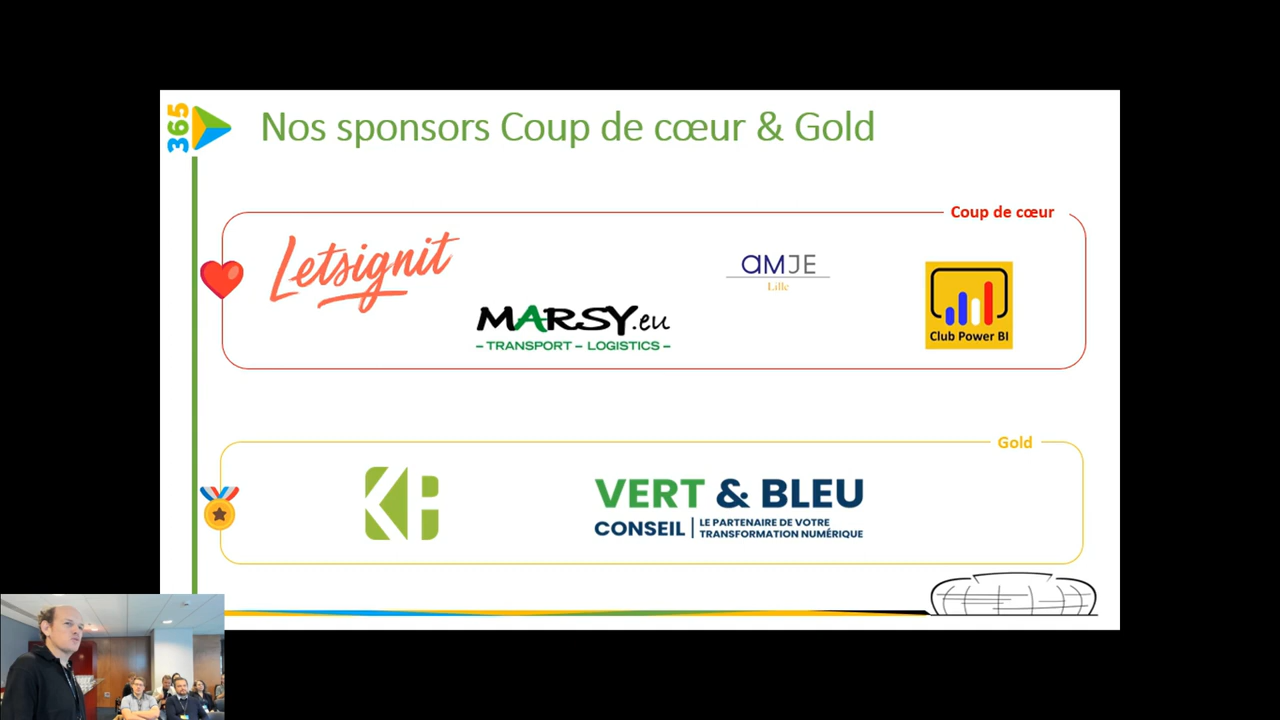 365
Nos sponsors Coup de cœur & Gold
Coup de cœur
Letsignit
MARSY.eu
– TRANSPORT – LOGISTICS –
aMJE
Lille
Club Power BI
Gold
KB
VERT & BLEU
CONSEIL | LE PARTENAIRE DE VOTRE
TRANSFORMATION NUMÉRIQUE